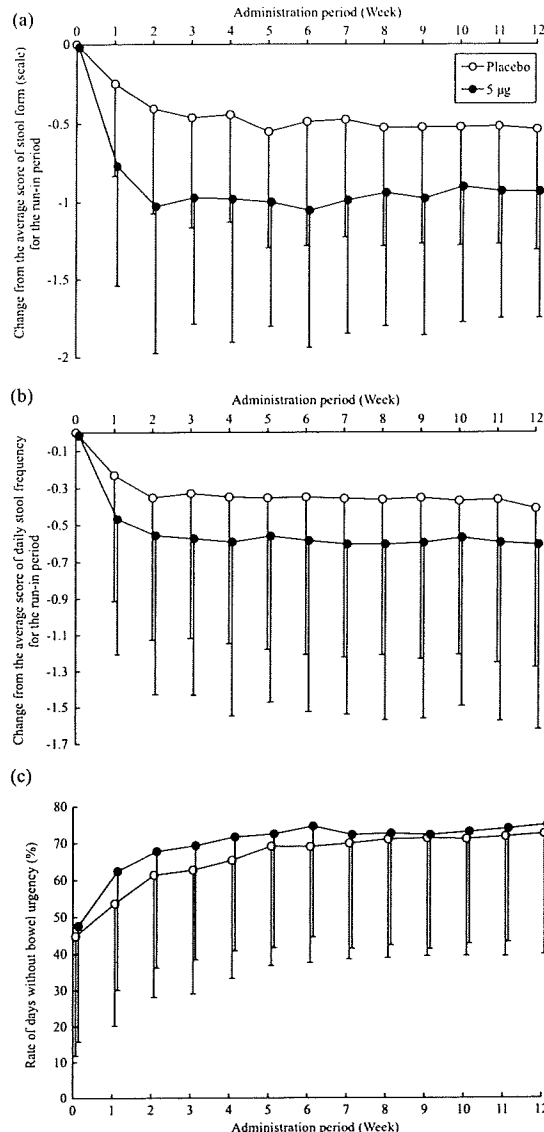 (a)
Administration period (Week)
0 1 2 3 4 5 6 7 8 9 10 11 12
0
-0.5
-1
-1.5
-2
Change from the average score of stool form (scale)
for the run-in period
Placebo
5 μg
(b)
Administration period (Week)
0 1 2 3 4 5 6 7 8 9 10 11 12
-0.1
-0.3
-0.5
-0.6
-0.9
-1.1
-1.3
-1.5
-1.7
Change from the average score of daily stool frequency
for the run-in period
(c)
80
70
60
50
40
30
20
10
0
Rate of days without bowel urgency (%)
0 1 2 3 4 5 6 7 8 9 10 11 12
Administration period (Week)